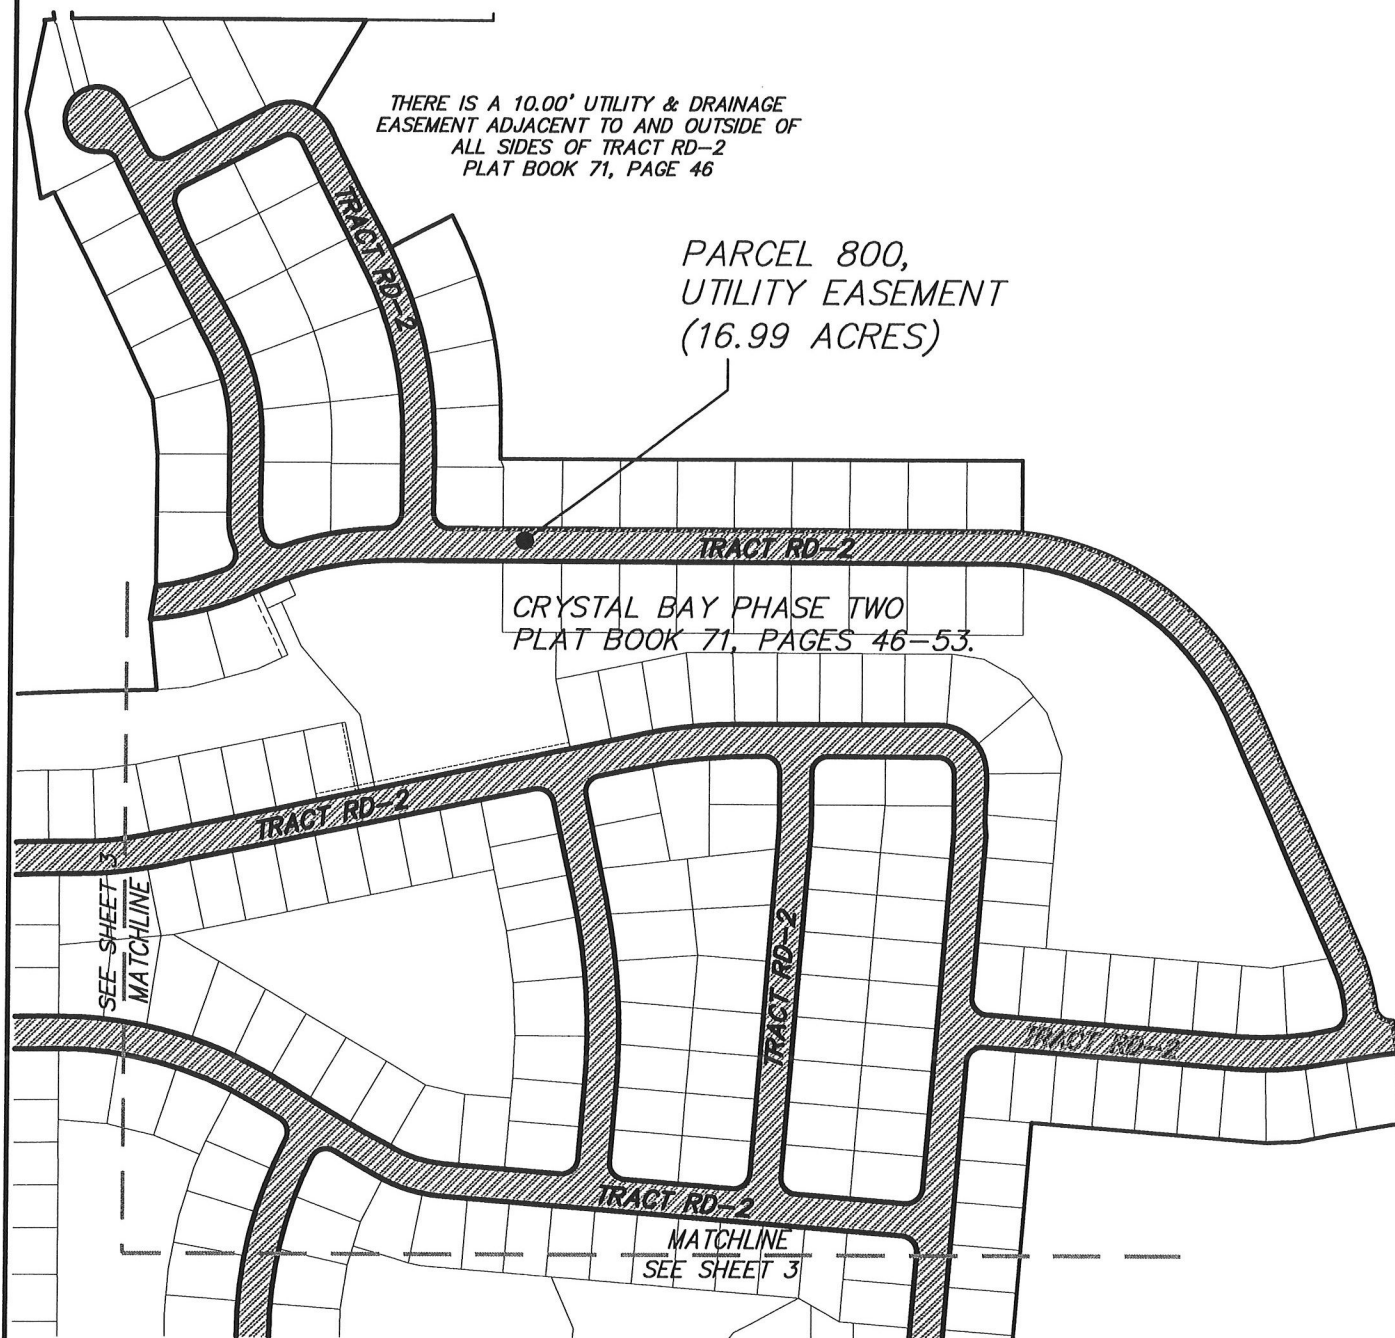 THERE IS A 10.00' UTILITY & DRAINAGE
EASEMENT ADJACENT TO AND OUTSIDE OF
ALL SIDES OF TRACT RD-2
PLAT BOOK 71, PAGE 46
TRACT RD-2
PARCEL 800,
UTILITY EASEMENT
(16.99 ACRES)
TRACT RD-2
CRYSTAL BAY PHASE TWO
PLAT BOOK 71, PAGES 46-53.
TRACT RD-2
SEE SHEET 3
MATCHLINE
TRACT RD-2
TRACT RD-2
TRACT RD-2
MATCHLINE
SEE SHEET 3